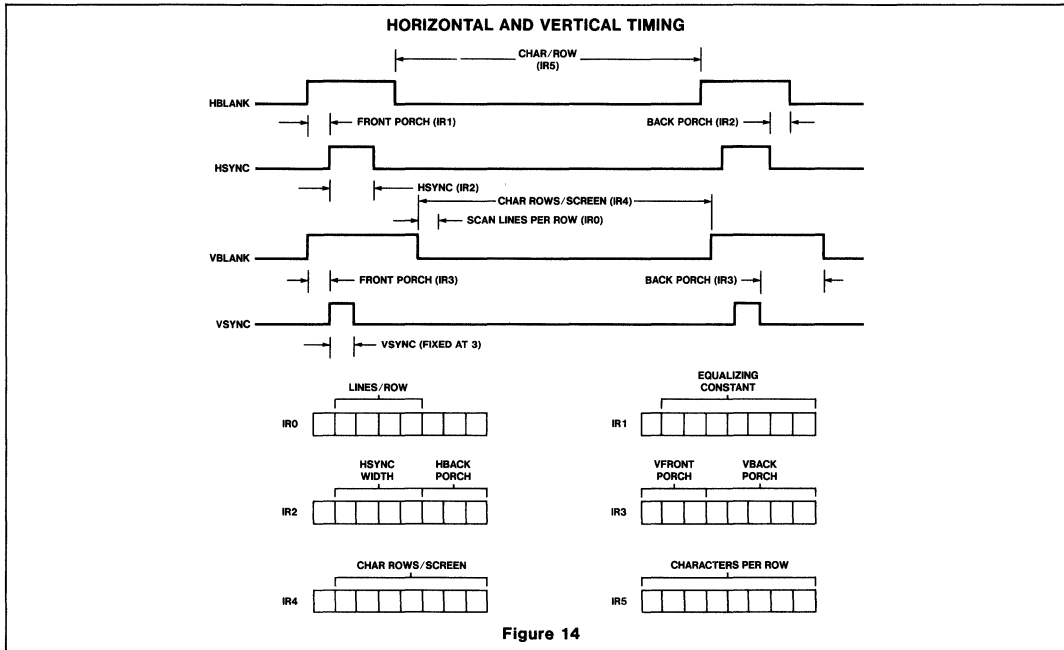 HORIZONTAL AND VERTICAL TIMING
CHAR/ROW
(IR5)
HBLANK
FRONT PORCH (IR1)
BACK PORCH (IR2)
HSYNC
HSYNC (IR2)
CHAR ROWS/SCREEN (IR4)
SCAN LINES PER ROW (IR0)
VBLANK
FRONT PORCH (IR3)
BACK PORCH (IR3)
VSYNC
VSYNC (FIXED AT 3)
LINES/ROW
IR0
EQUALIZING
CONSTANT
IR1
HSYNC
WIDTH
HBACK
PORCH
IR2
VFRONT
PORCH
VBACK
PORCH
IR3
CHAR ROWS/SCREEN
IR4
CHARACTERS PER ROW
IR5
Figure 14